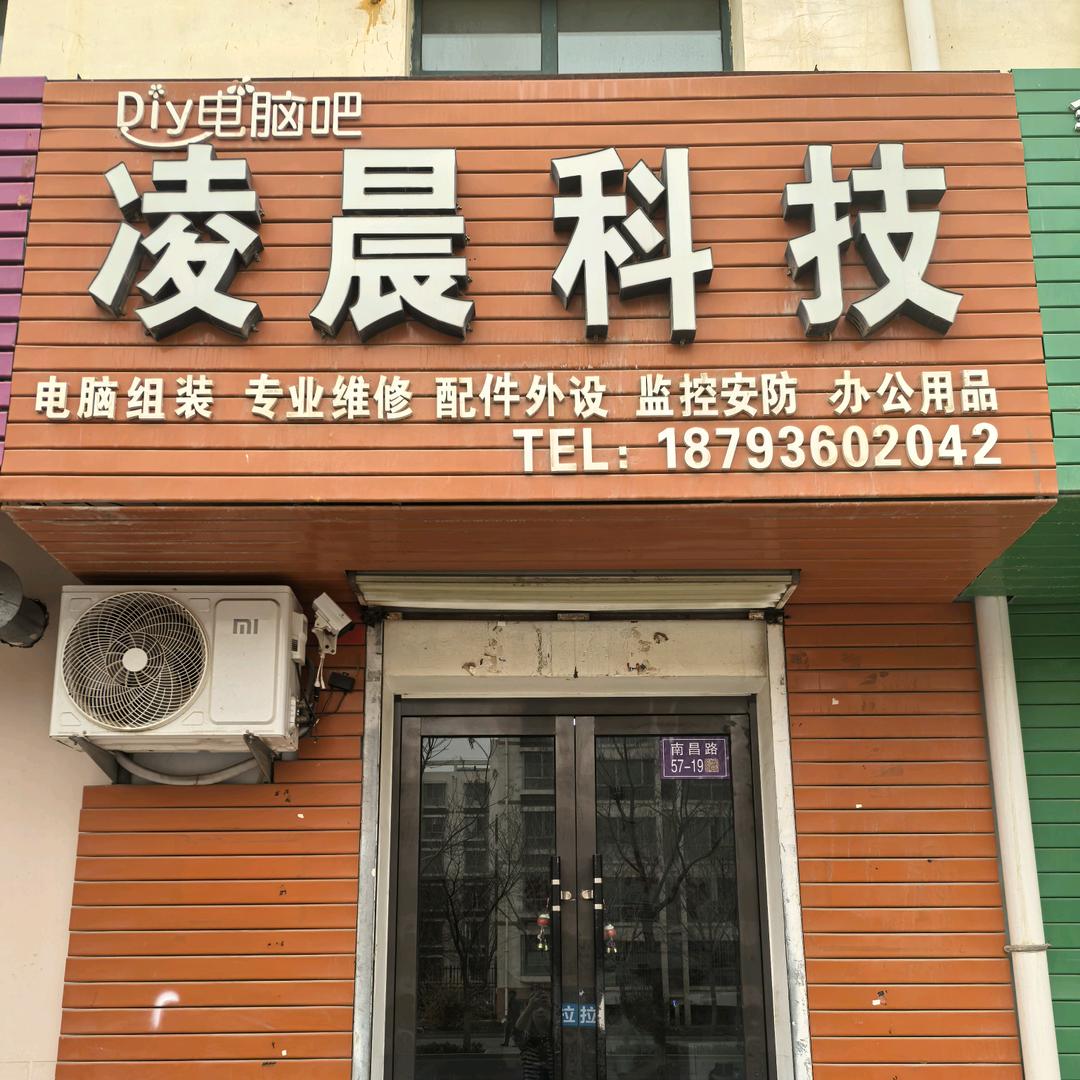 Diy电脑吧
凌晨科技
电脑组装 专业维修 配件外设 监控安防 办公用品
TEL: 18793602042
mi
南昌路
57-19
拉 拉